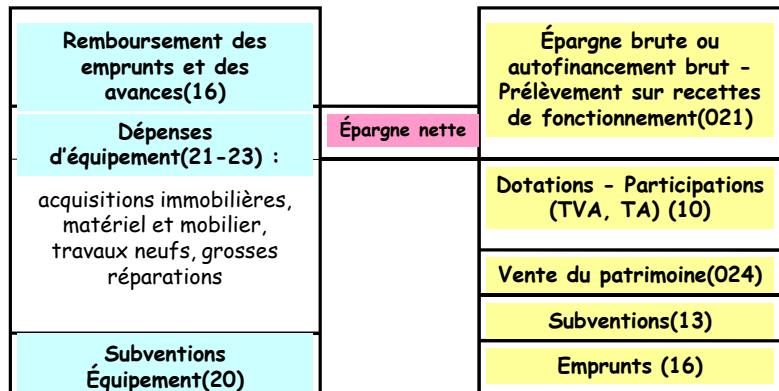 Remboursement des
emprunts et des
avances(16)
Dépenses
d'équipement(21-23) :
acquisitions immobilières,
matériel et mobilier,
travaux neufs, grosses
réparations
Subventions
Équipement(20)
Épargne nette
Épargne brute ou
autofinancement brut -
Prélèvement sur recettes
de fonctionnement(021)
Dotations - Participations
(TVA, TA) (10)
Vente du patrimoine(024)
Subventions(13)
Emprunts (16)